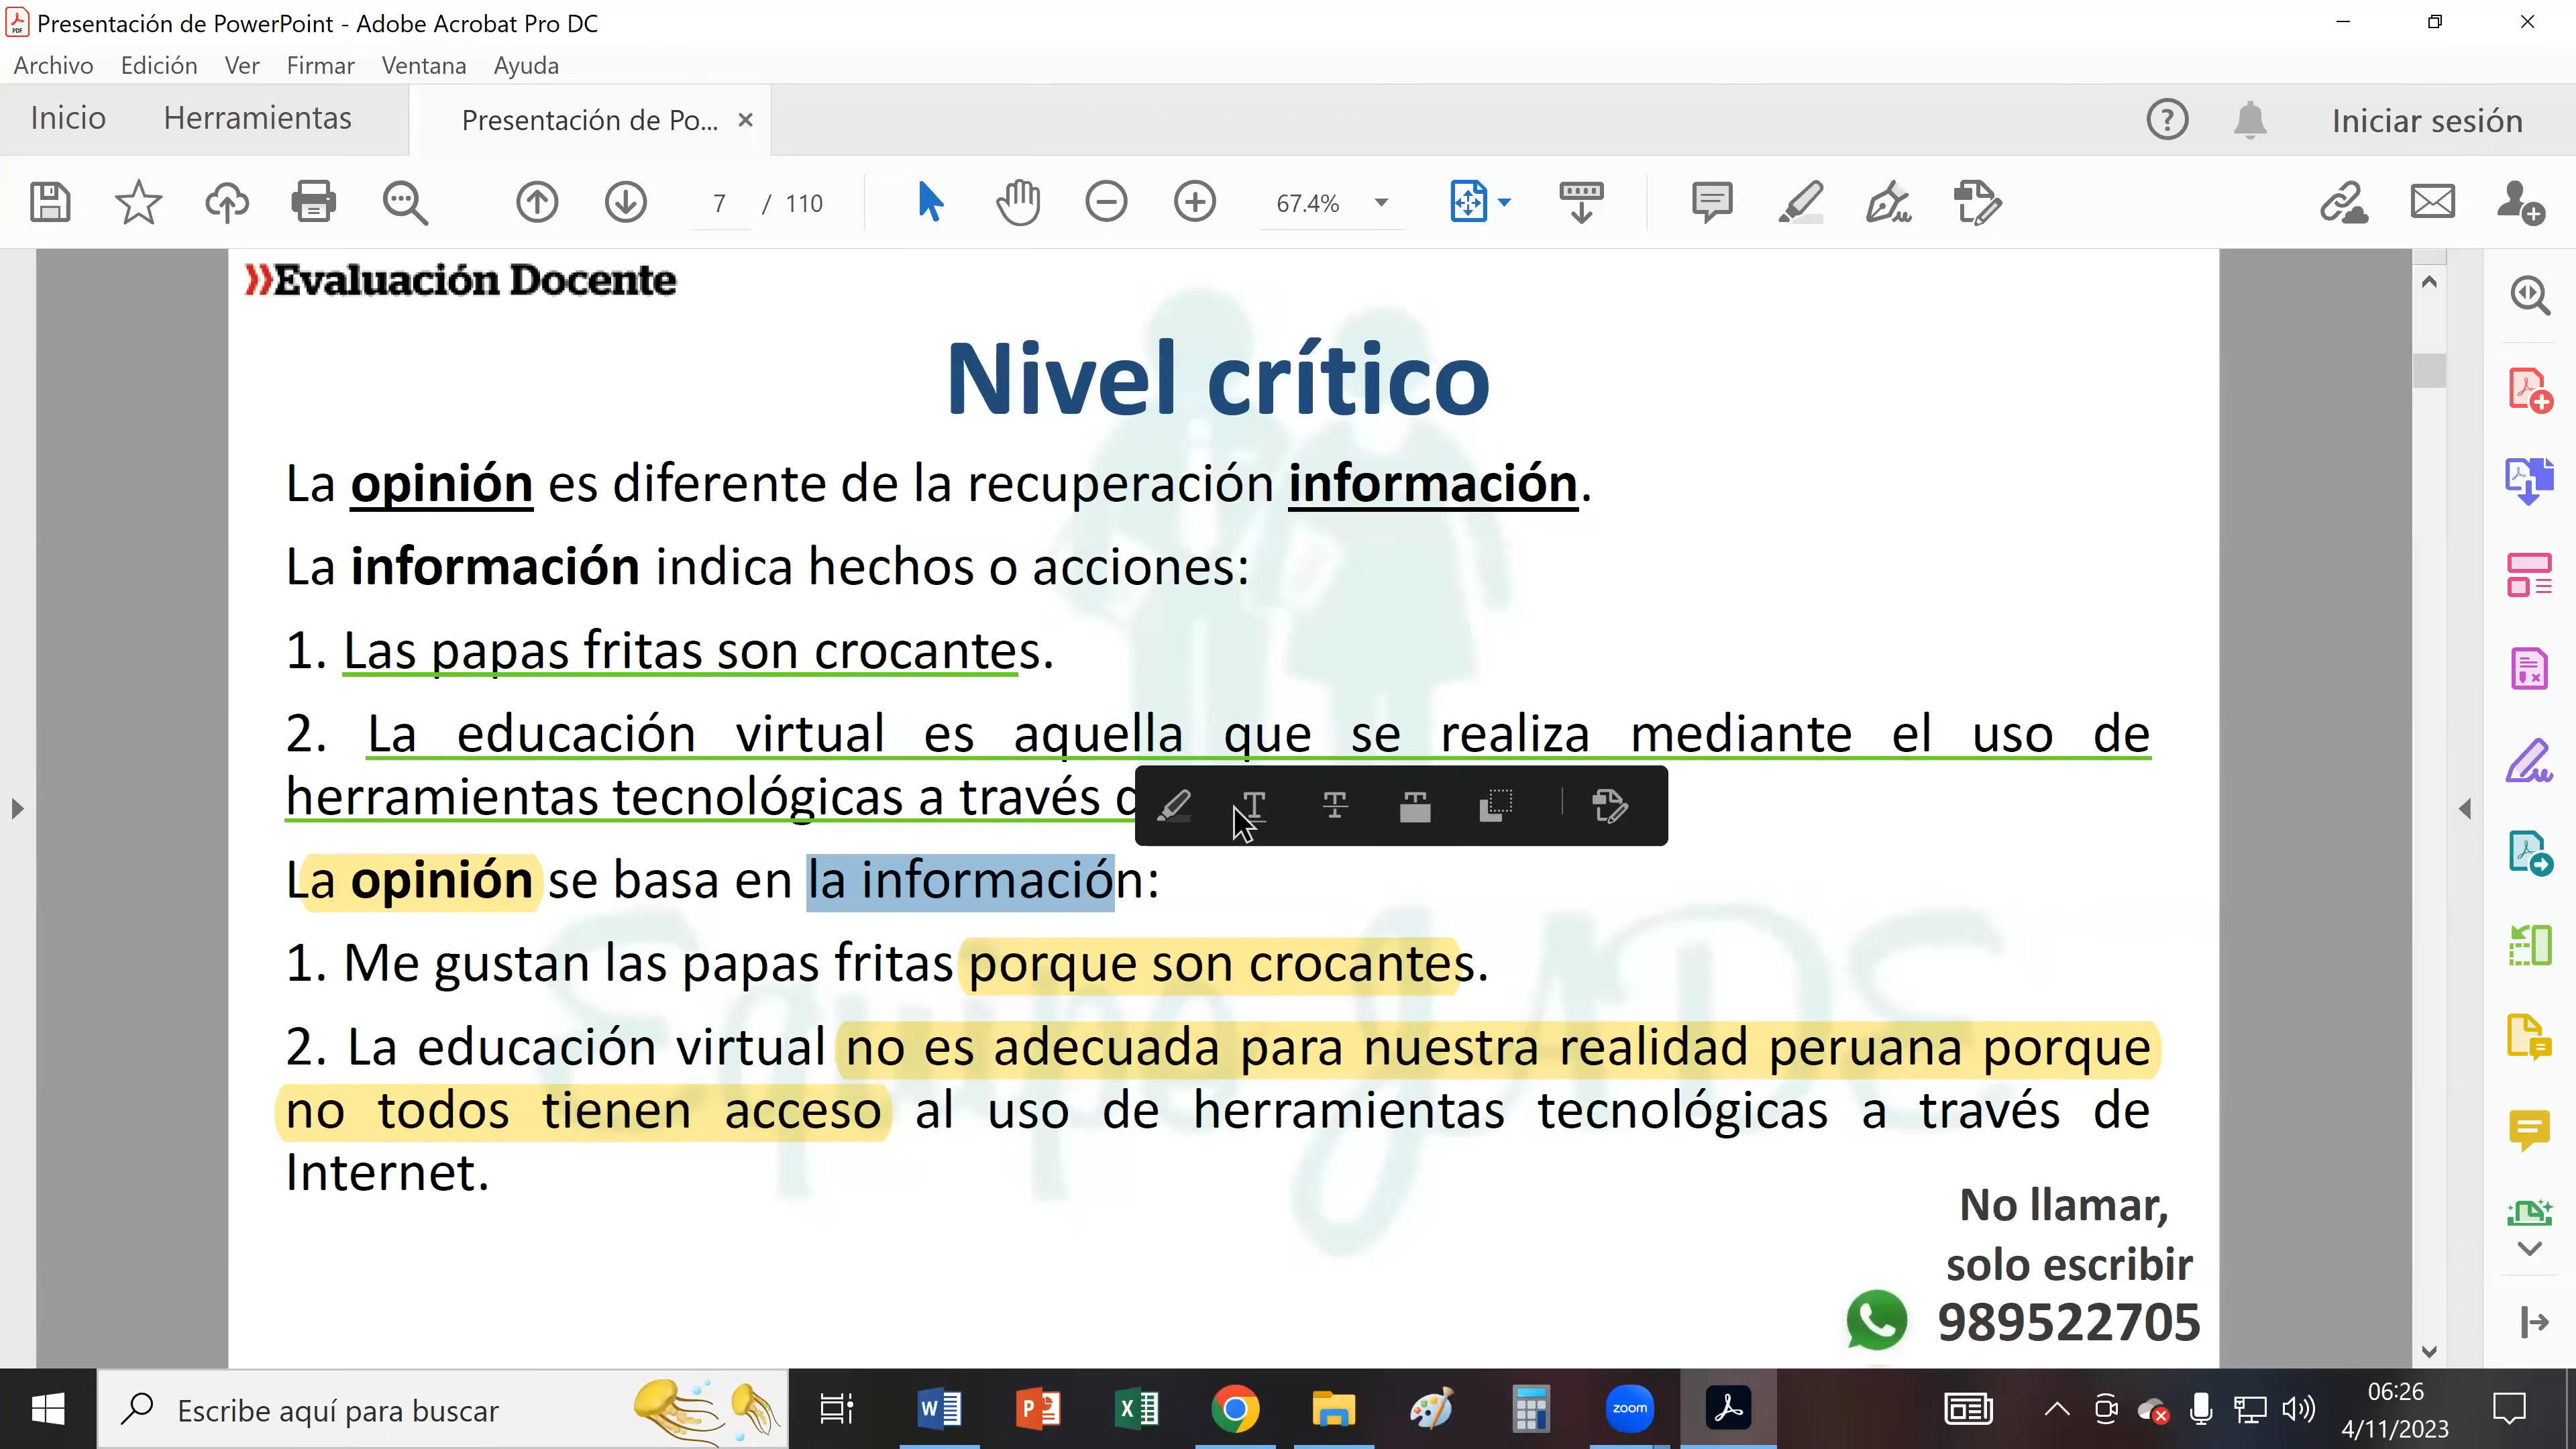 Presentación de PowerPoint - Adobe Acrobat Pro DC
Archivo Edición Ver Firmar Ventana Ayuda
Inicio Herramientas Presentación de Po... Iniciar sesión
7 / 110 67.4%
Evaluación Docente
Nivel crítico
La opinión es diferente de la recuperación información.
La información indica hechos o acciones:
1. Las papas fritas son crocantes.
2. La educación virtual es aquella que se realiza mediante el uso de
herramientas tecnológicas a través
La opinión se basa en la información:
1. Me gustan las papas fritas porque son crocantes.
2. La educación virtual no es adecuada para nuestra realidad peruana porque
no todos tienen acceso al uso de herramientas tecnológicas a través de
Internet.
Equipo JADS
No llamar,
solo escribir
989522705
Escribe aquí para buscar
zoom
06:26
4/11/2023